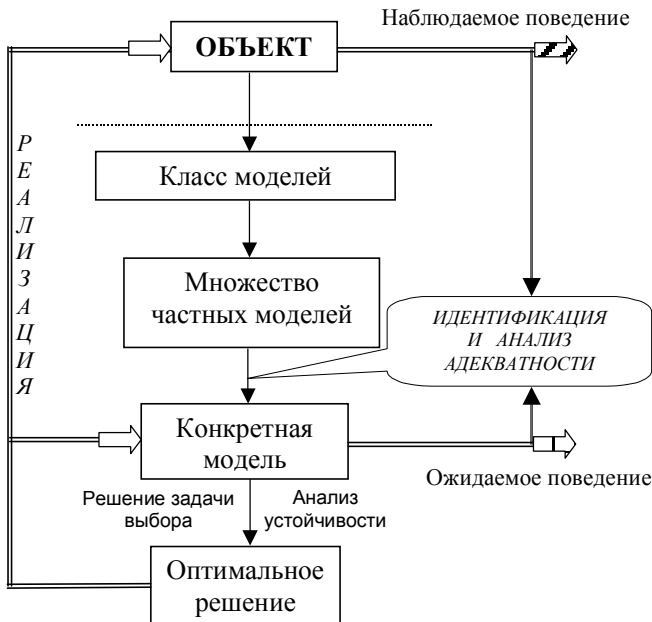 Наблюдаемое поведение
ОБЪЕКТ
РЕАЛИЗАЦИЯ
Класс моделей
Множество
частных моделей
ИДЕНТИФИКАЦИЯ
И АНАЛИЗ
АДЕКВАТНОСТИ
Конкретная
модель
Ожидаемое поведение
Решение задачи
выбора
Анализ
устойчивости
Оптимальное
решение